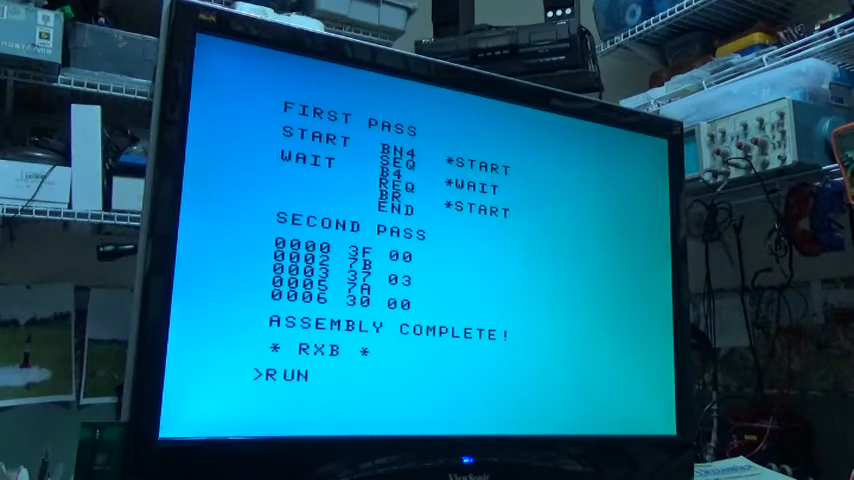 FIRST PASS
START BN4 *START
SEQ
WAIT B4 *WAIT
REQ
BR *START
END
SECOND PASS
0000 3F 00
0002 7B
0003 37 03
0005 7A
0006 30 00
ASSEMBLY COMPLETE!
* RXB *
>RUN
ViewSonic